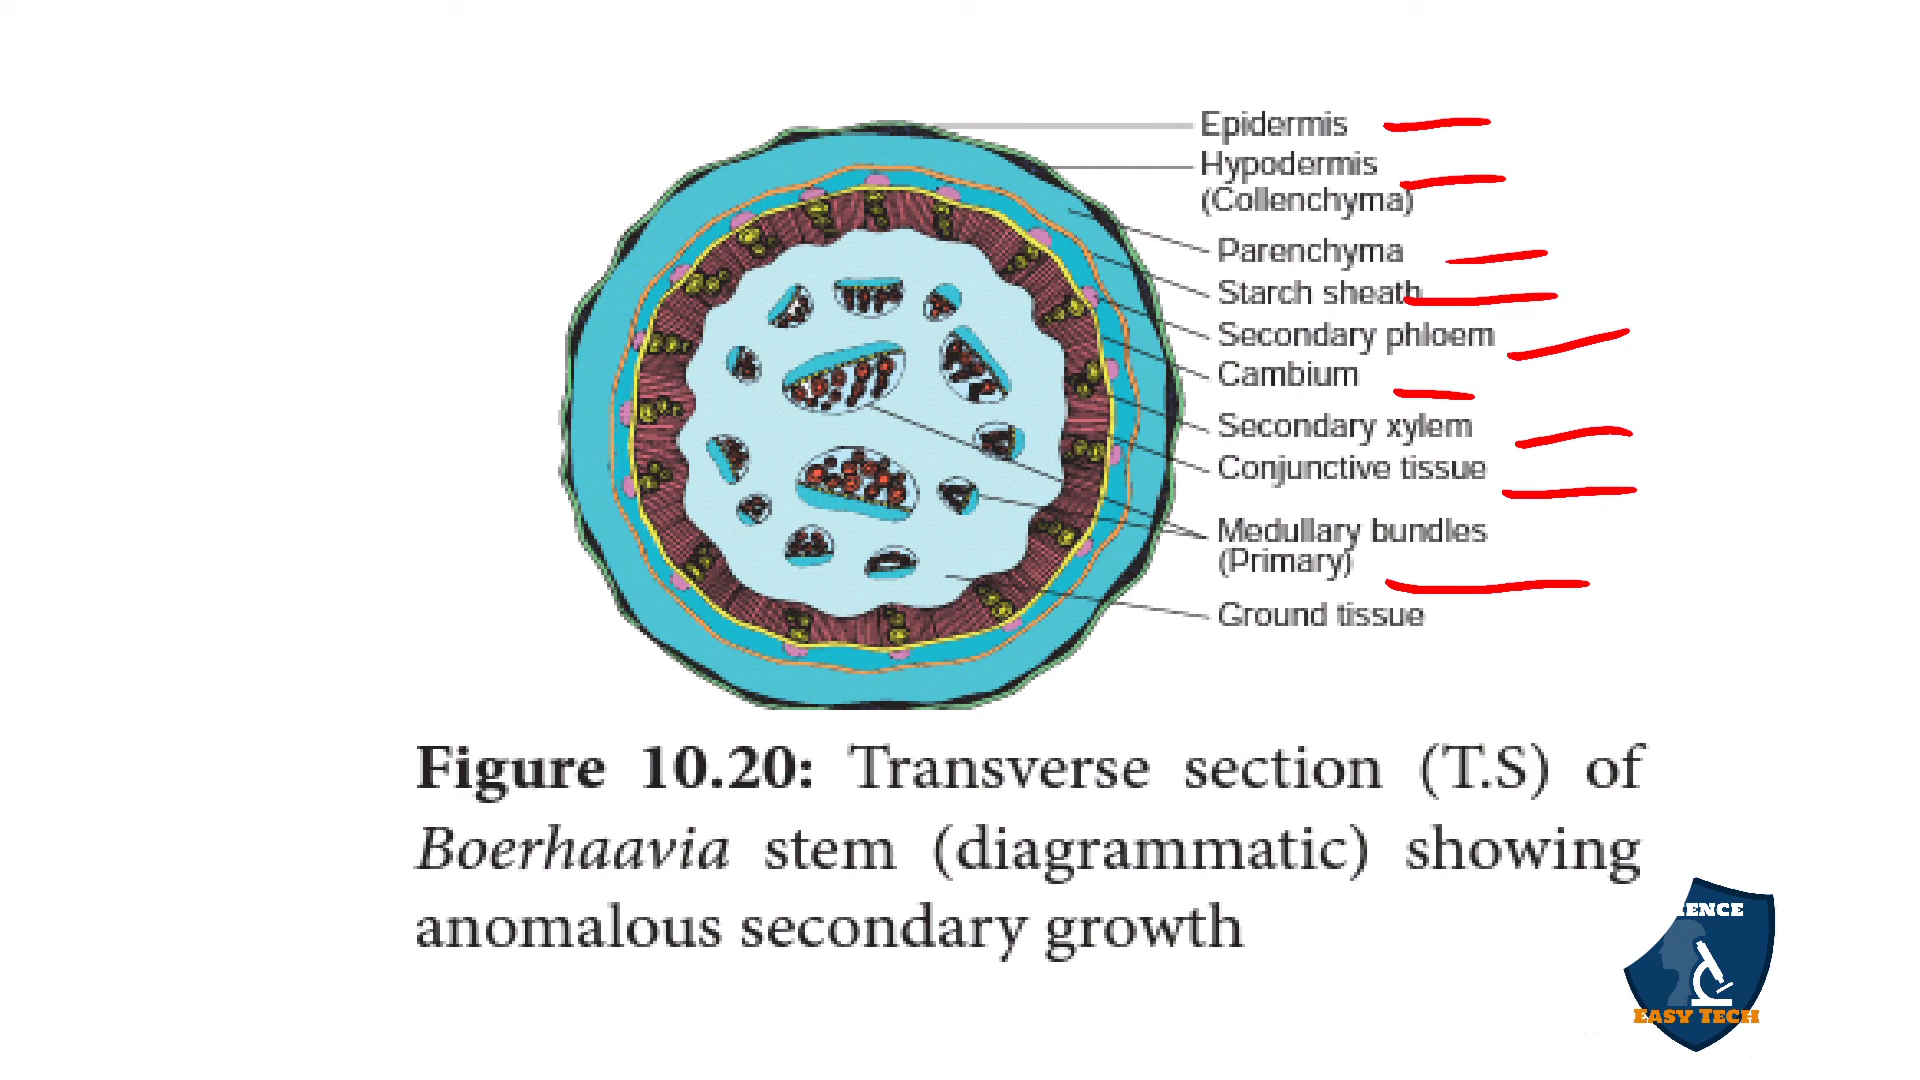 Epidermis
Hypodermis
(Collenchyma)
Parenchyma
Starch sheath
Secondary phloem
Cambium
Secondary xylem
Conjunctive tissue
Medullary bundles
(Primary)
Ground tissue
Figure 10.20: Transverse section (T.S) of
Boerhaavia stem (diagrammatic) showing
anomalous secondary growth
IENCE
EASY TECH